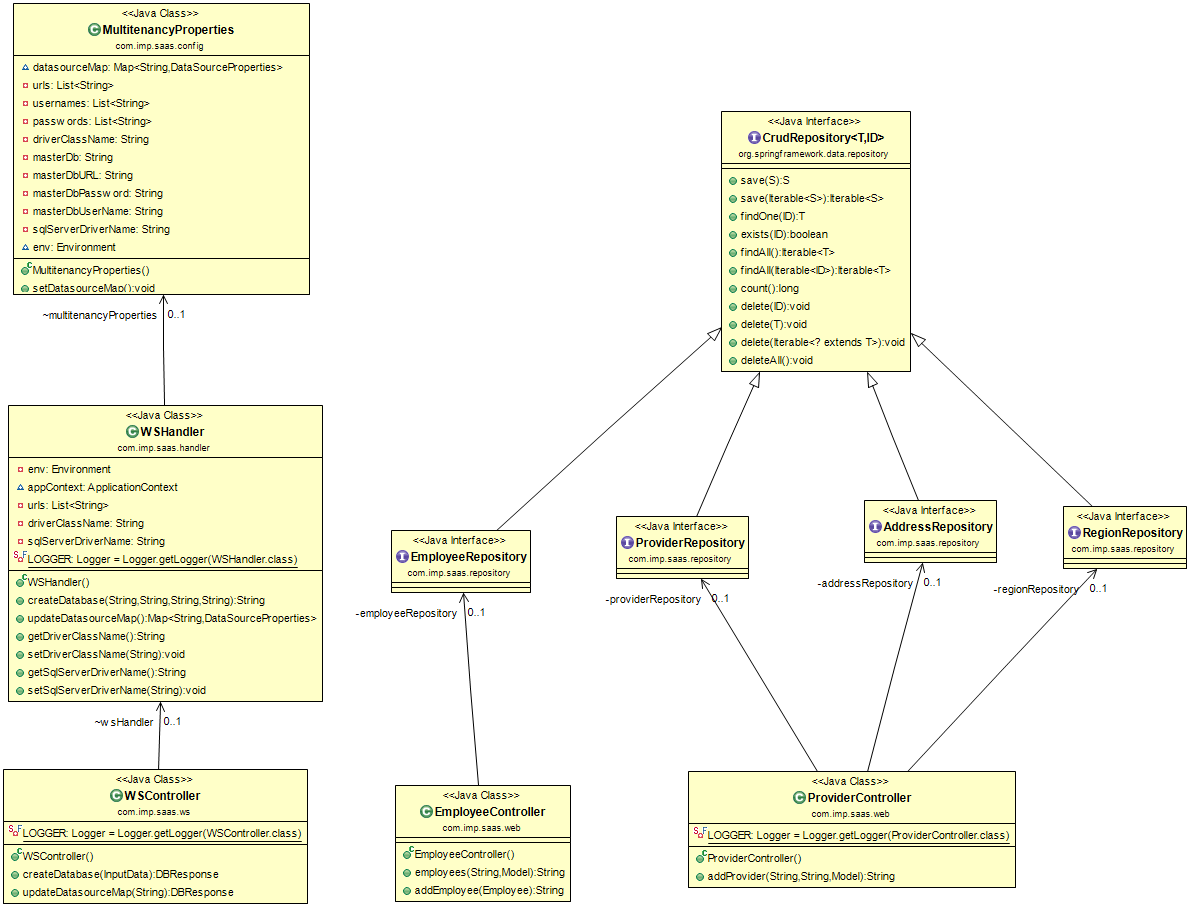 <<Java Class>>
MultitenancyProperties
com.imp.saas.config
datasourceMap: Map<String,DataSourceProperties>
urls: List<String>
usernames: List<String>
passwords: List<String>
driverClassName: String
masterDb: String
masterDbURL: String
masterDbPassword: String
masterDbUserName: String
sqlServerDriverName: String
env: Environment
MultitenancyProperties()
setDatasourceMap():void
~multitenancyProperties 0..1
<<Java Class>>
WSHandler
com.imp.saas.handler
env: Environment
appContext: ApplicationContext
urls: List<String>
driverClassName: String
sqlServerDriverName: String
LOGGER: Logger = Logger.getLogger(WSHandler.class)
WSHandler()
createDatabase(String,String,String,String):String
updateDatasourceMap():Map<String,DataSourceProperties>
getDriverClassName():String
setDriverClassName(String):void
getSqlServerDriverName():String
setSqlServerDriverName(String):void
~wsHandler 0..1
<<Java Class>>
WSController
com.imp.saas.ws
LOGGER: Logger = Logger.getLogger(WSController.class)
WSController()
createDatabase(InputData):DBResponse
updateDatasourceMap(String):DBResponse
<<Java Interface>>
CrudRepository<T,ID>
org.springframework.data.repository
save(S):S
save(Iterable<S>):Iterable<S>
findOne(ID):T
exists(ID):boolean
findAll():Iterable<T>
findAll(Iterable<ID>):Iterable<T>
count():long
delete(ID):void
delete(T):void
delete(Iterable<? extends T>):void
deleteAll():void
<<Java Interface>>
EmployeeRepository
com.imp.saas.repository
-employeeRepository 0..1
<<Java Interface>>
ProviderRepository
com.imp.saas.repository
-providerRepository 0..1
<<Java Interface>>
AddressRepository
com.imp.saas.repository
-addressRepository 0..1
<<Java Interface>>
RegionRepository
com.imp.saas.repository
-regionRepository 0..1
<<Java Class>>
EmployeeController
com.imp.saas.web
EmployeeController()
employees(String,Model):String
addEmployee(Employee):String
<<Java Class>>
ProviderController
com.imp.saas.web
LOGGER: Logger = Logger.getLogger(ProviderController.class)
ProviderController()
addProvider(String,String,Model):String